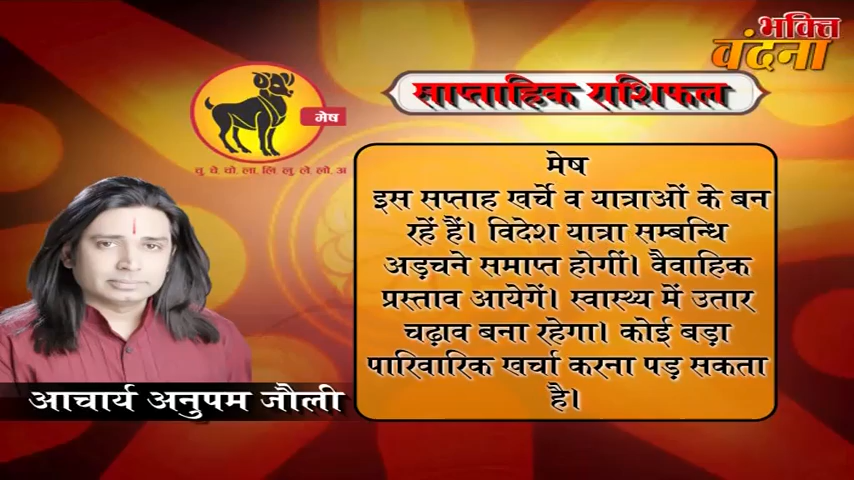 भक्ति
वंदना
साप्ताहिक राशिफल
मेष
चु, चे, चो, ला, लि, लु, ले, लो, अ
मेष
इस सप्ताह खर्चे व यात्राओं के बन
रहें हैं। विदेश यात्रा सम्बन्धि
अड़चने समाप्त होगीं। वैवाहिक
प्रस्ताव आयेगें। स्वास्थ्य में उतार
चढ़ाव बना रहेगा। कोई बड़ा
पारिवारिक खर्चा करना पड़ सकता
है।
आचार्य अनुपम जौली